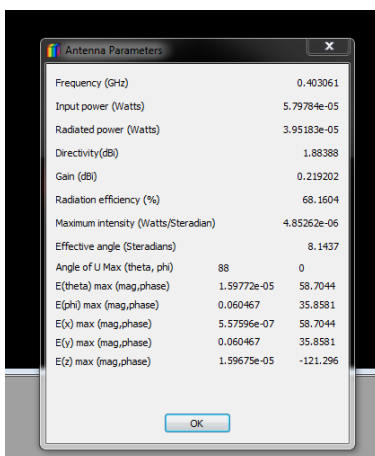 Antenna Parameters
Frequency (GHz) 0.403061
Input power (Watts) 5.79784e-05
Radiated power (Watts) 3.95183e-05
Directivity(dBi) 1.88388
Gain (dBi) 0.219202
Radiation efficiency (%) 68.1604
Maximum intensity (Watts/Steradian) 4.85262e-06
Effective angle (Steradians) 8.1437
Angle of U Max (theta, phi) 88 0
E(theta) max (mag,phase) 1.59772e-05 58.7044
E(phi) max (mag,phase) 0.060467 35.8581
E(x) max (mag,phase) 5.57596e-07 58.7044
E(y) max (mag,phase) 0.060467 35.8581
E(z) max (mag,phase) 1.59675e-05 -121.296
OK